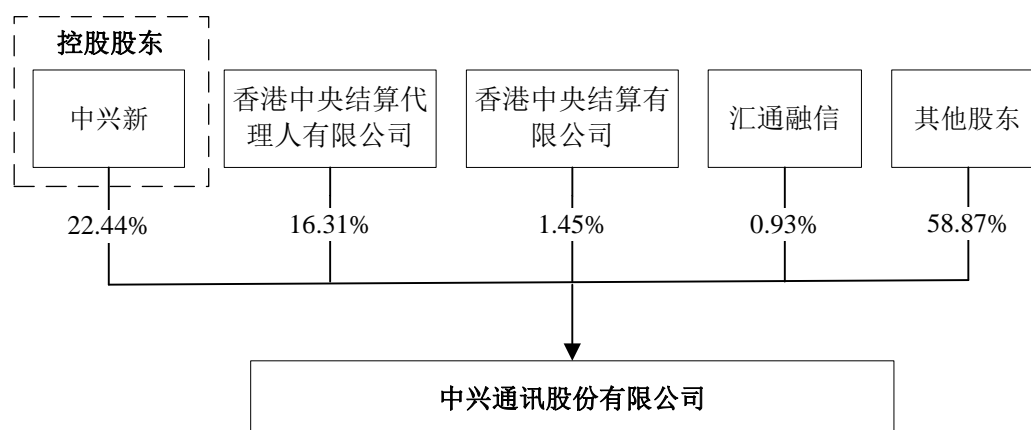 控股股东
中兴新
香港中央结算代
理人有限公司
香港中央结算有
限公司
汇通融信
其他股东
22.44%
16.31%
1.45%
0.93%
58.87%
中兴通讯股份有限公司